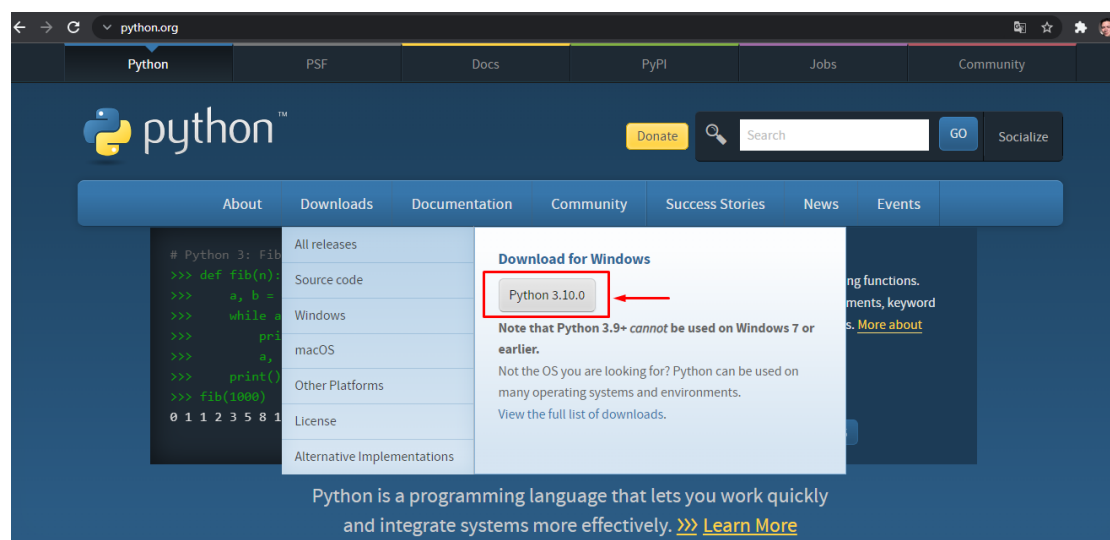 python.org
Python PSF Docs PyPI Jobs Community
python™
Donate Search GO Socialize
About Downloads Documentation Community Success Stories News Events
# Python 3: Fib
>>> def fib(n):
>>> a, b =
>>> while a
>>> pri
>>> a,
>>> print()
>>> fib(1000)
0 1 1 2 3 5 8 1
All releases
Source code
Windows
macOS
Other Platforms
License
Alternative Implementations
Download for Windows
Python 3.10.0
Note that Python 3.9+ cannot be used on Windows 7 or
earlier.
Not the OS you are looking for? Python can be used on
many operating systems and environments.
View the full list of downloads.
ng functions.
ments, keyword
s. More about
Python is a programming language that lets you work quickly
and integrate systems more effectively. >>> Learn More